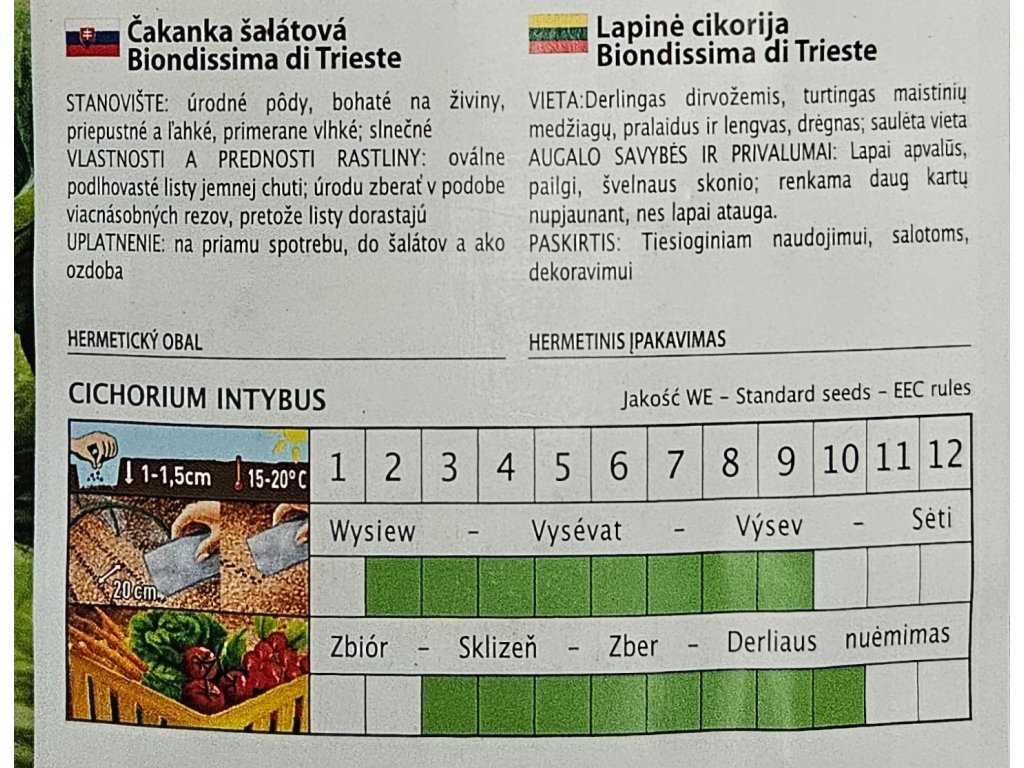 Čakanka šalátová
Biondissima di Trieste
STANOVIŠTE: úrodné pôdy, bohaté na živiny,
priepustné a ľahké, primerane vlhké; slnečné
VLASTNOSTI A PREDNOSTI RASTLINY: oválne
podlhovasté listy jemnej chuti; úrodu zberať v podobe
viacnásobných rezov, pretože listy dorastajú
UPLATNENIE: na priamu spotrebu, do šalátov a ako
ozdoba
HERMETICKÝ OBAL
Lapinė cikorija
Biondissima di Trieste
VIETA:Derlingas dirvožemis, turtingas maistinių
medžiagų, pralaidus ir lengvas, drėgnas; saulėta vieta
AUGALO SAVYBĖS IR PRIVALUMAI: Lapai apvalūs,
pailgi, švelnaus skonio; renkama daug kartų
nupjaunant, nes lapai atauga.
PASKIRTIS: Tiesioginiam naudojimui, salotoms,
dekoravimui
HERMETINIS ĮPAKAVIMAS
CICHORIUM INTYBUS
Jakość WE – Standard seeds – EEC rules
1-1,5cm 15-20°C
1 2 3 4 5 6 7 8 9 10 11 12
Wysiew – Vysévat – Výsev – Sėti
20cm
Zbiór – Sklizeň – Zber – Derliaus nuėmimas